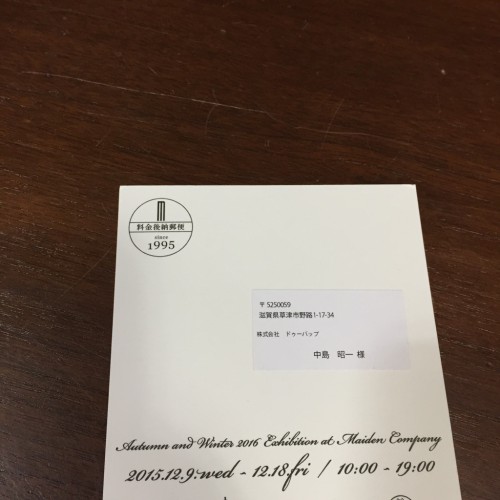 料金後納郵便
since
1995
〒5250059
滋賀県草津市野路1-17-34
株式会社 ドゥーパップ
中島 昭一 様
Autumn and Winter 2016 Exhibition at Maiden Company
2015.12.9.wed - 12.18.fri / 10:00 - 19:00